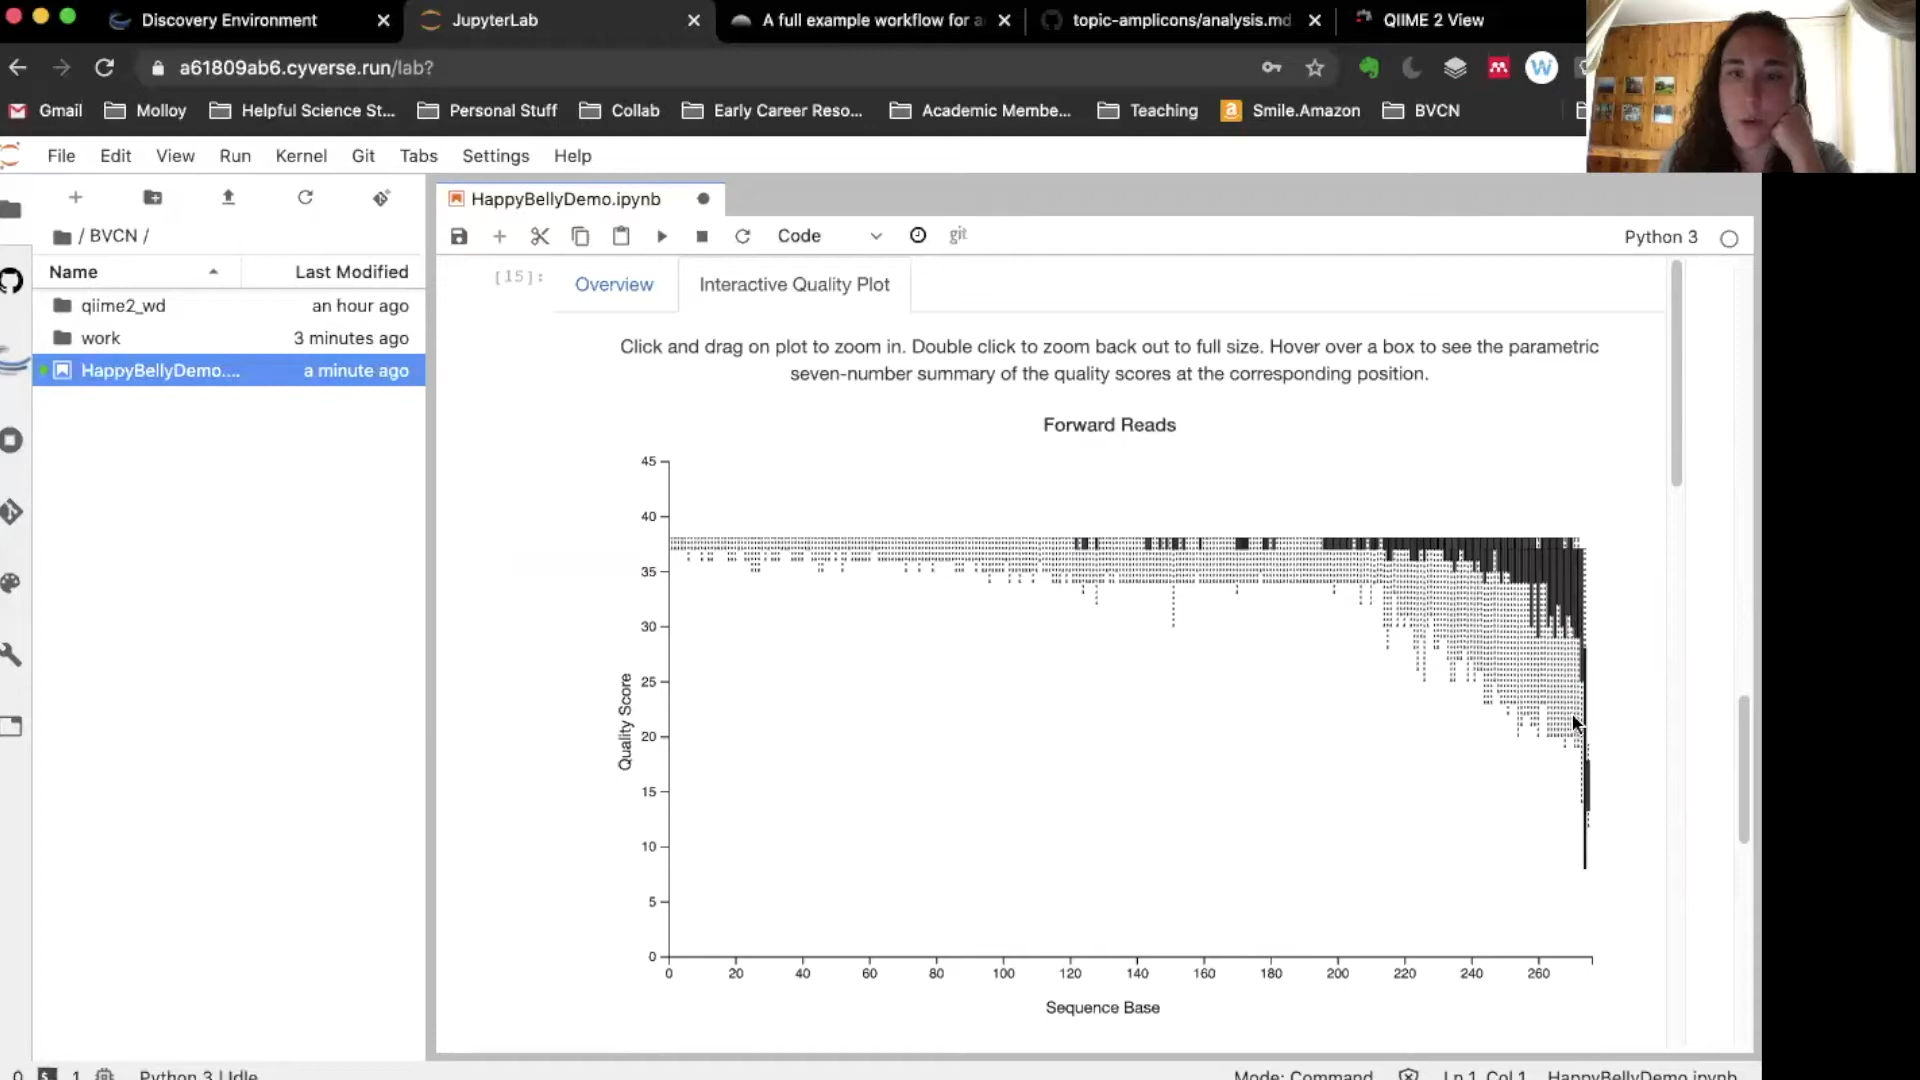 Discovery Environment
JupyterLab
A full example workflow for a
topic-amplicons/analysis.md
QIIME 2 View
a61809ab6.cyverse.run/lab?
W
Gmail
Molloy
Helpful Science St...
Personal Stuff
Collab
Early Career Reso...
Academic Membe...
Teaching
a
Smile.Amazon
BVCN
File Edit View Run Kernel Git Tabs Settings Help
HappyBellyDemo.ipynb
/ BVCN /
Code
git
Python 3
Name
Last Modified
qiime2_wd an hour ago
work 3 minutes ago
HappyBellyDemo.... a minute ago
[15]:
Overview
Interactive Quality Plot
Click and drag on plot to zoom in. Double click to zoom back out to full size. Hover over a box to see the parametric
seven-number summary of the quality scores at the corresponding position.
Forward Reads
45
40
35
30
25
20
15
10
5
0
Quality Score
0 20 40 60 80 100 120 140 160 180 200 220 240 260
Sequence Base
0 1 Python 3 | Idle
Mode: Command Ln 1, Col 1 HappyBellyDemo.ipynb